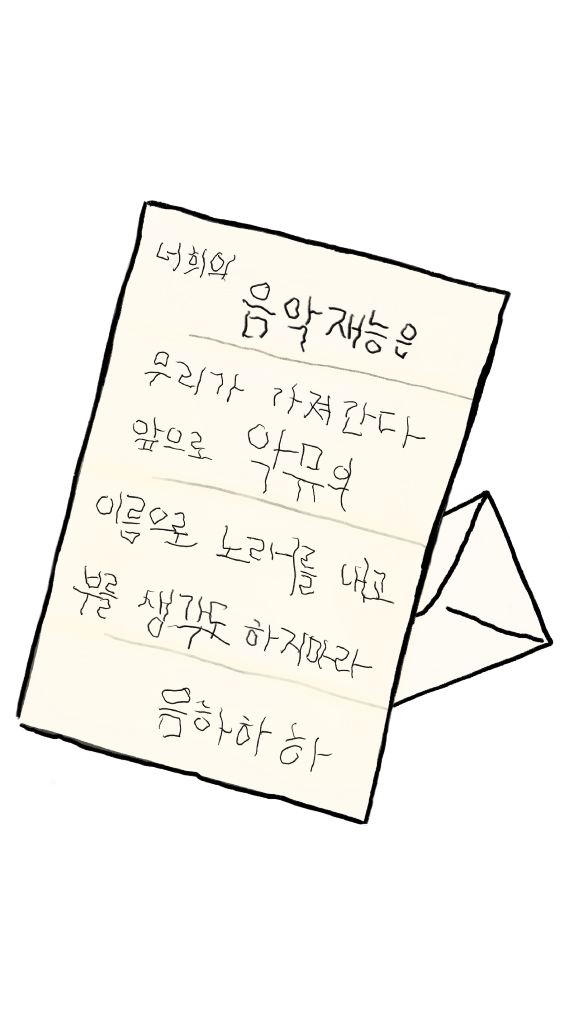 너희의
음악재능은
우리가 가져간다
앞으로 악뮤의
이름으로 노래를 내고
부를 생각도 하지마라
음하하하